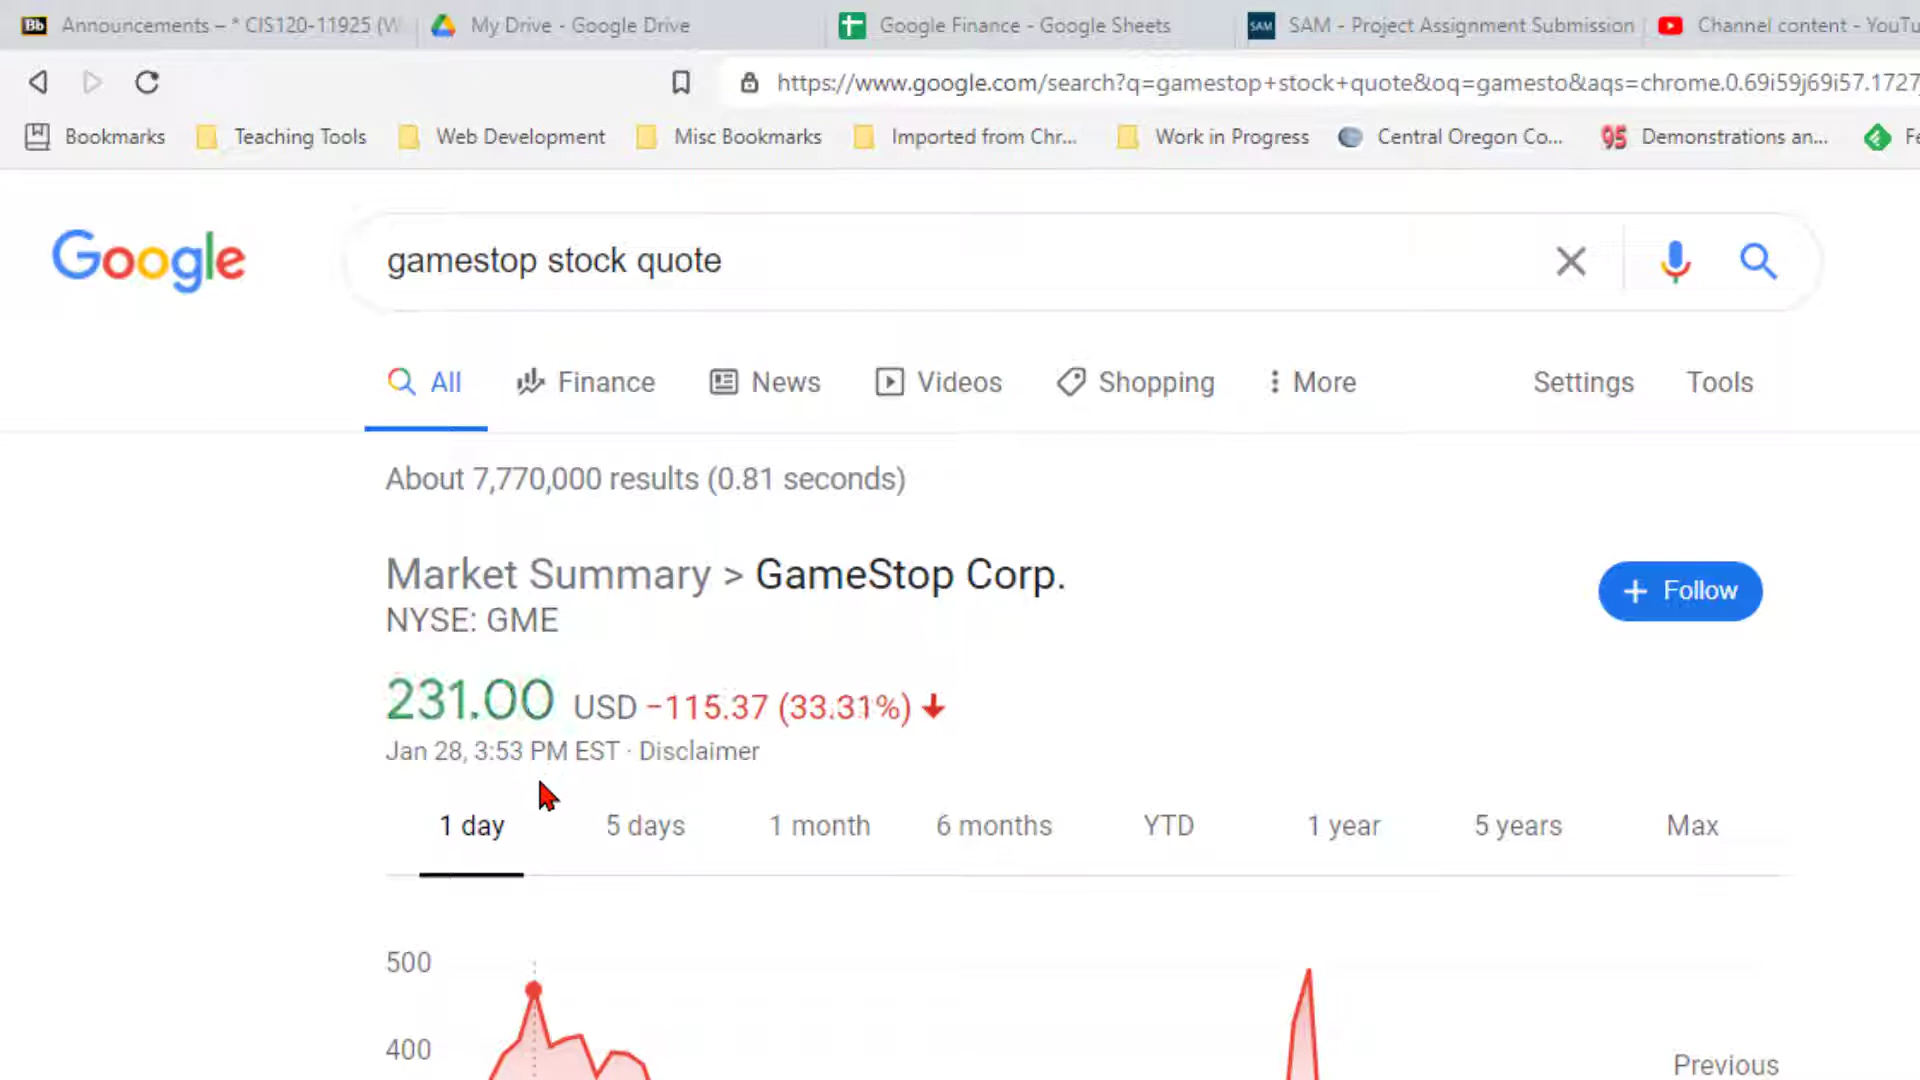 Bb Announcements – * CIS120-11925 (W
My Drive - Google Drive
Google Finance - Google Sheets
SAM SAM - Project Assignment Submission
Channel content - YouTu
https://www.google.com/search?q=gamestop+stock+quote&oq=gamesto&aqs=chrome.0.69i59j69i57.1727j
Bookmarks Teaching Tools Web Development Misc Bookmarks Imported from Chr... Work in Progress Central Oregon Co... 95 Demonstrations an... Fe
Google gamestop stock quote
All Finance News Videos Shopping More Settings Tools
About 7,770,000 results (0.81 seconds)
Market Summary > GameStop Corp.
NYSE: GME
+ Follow
231.00 USD −115.37 (33.31%)
Jan 28, 3:53 PM EST · Disclaimer
1 day 5 days 1 month 6 months YTD 1 year 5 years Max
500
400
Previous